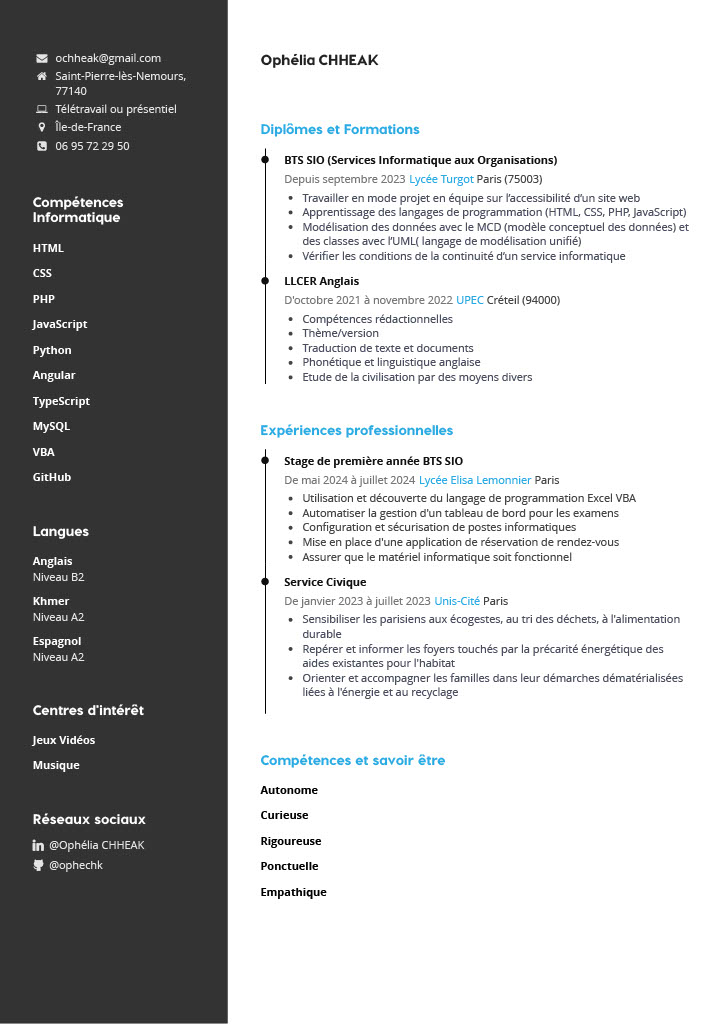 ochheak@gmail.com
Saint-Pierre-lès-Nemours,
77140
Télétravail ou présentiel
Île-de-France
06 95 72 29 50
Compétences
Informatique
HTML
CSS
PHP
JavaScript
Python
Angular
TypeScript
MySQL
VBA
GitHub
Langues
Anglais
Niveau B2
Khmer
Niveau A2
Espagnol
Niveau A2
Centres d'intérêt
Jeux Vidéos
Musique
Réseaux sociaux
@Ophélia CHHEAK
@ophechk
Ophélia CHHEAK
Diplômes et Formations
BTS SIO (Services Informatique aux Organisations)
Depuis septembre 2023 Lycée Turgot Paris (75003)
• Travailler en mode projet en équipe sur l’accessibilité d’un site web
• Apprentissage des langages de programmation (HTML, CSS, PHP, JavaScript)
• Modélisation des données avec le MCD (modèle conceptuel des données) et
des classes avec l’UML( langage de modélisation unifié)
• Vérifier les conditions de la continuité d’un service informatique
LLCER Anglais
D'octobre 2021 à novembre 2022 UPEC Créteil (94000)
• Compétences rédactionnelles
• Thème/version
• Traduction de texte et documents
• Phonétique et linguistique anglaise
• Etude de la civilisation par des moyens divers
Expériences professionnelles
Stage de première année BTS SIO
De mai 2024 à juillet 2024 Lycée Elisa Lemonnier Paris
• Utilisation et découverte du langage de programmation Excel VBA
• Automatiser la gestion d'un tableau de bord pour les examens
• Configuration et sécurisation de postes informatiques
• Mise en place d'une application de réservation de rendez-vous
• Assurer que le matériel informatique soit fonctionnel
Service Civique
De janvier 2023 à juillet 2023 Unis-Cité Paris
• Sensibiliser les parisiens aux écogestes, au tri des déchets, à l'alimentation
durable
• Repérer et informer les foyers touchés par la précarité énergétique des
aides existantes pour l'habitat
• Orienter et accompagner les familles dans leur démarches dématérialisées
liées à l'énergie et au recyclage
Compétences et savoir être
Autonome
Curieuse
Rigoureuse
Ponctuelle
Empathique